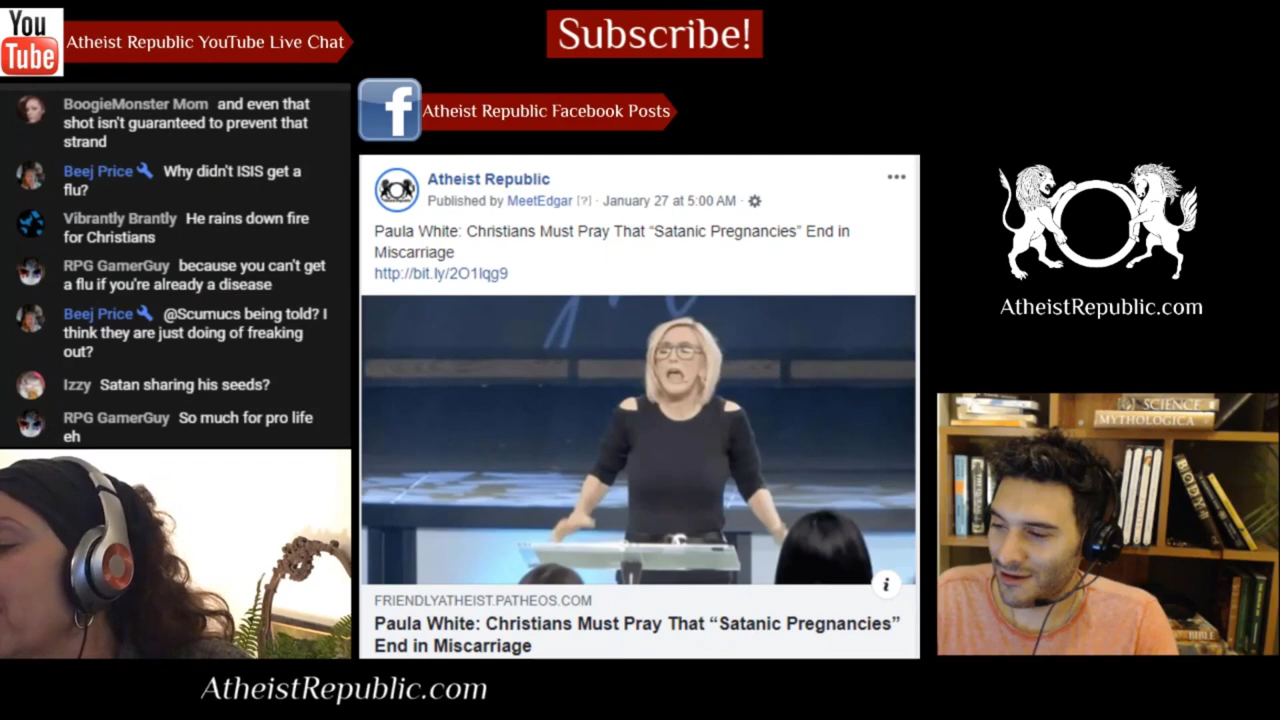 You
Tube
Atheist Republic YouTube Live Chat
Subscribe!
f
Atheist Republic Facebook Posts
BoogieMonster Mom and even that
shot isn't guaranteed to prevent that
strand
Beej Price Why didn't ISIS get a
flu?
Vibrantly Brantly He rains down fire
for Christians
RPG GamerGuy because you can't get
a flu if you're already a disease
Beej Price @Scumucs being told? I
think they are just doing of freaking
out?
Izzy Satan sharing his seeds?
RPG GamerGuy So much for pro life
eh
Atheist Republic
Published by MeetEdgar [?] · January 27 at 5:00 AM ·
Paula White: Christians Must Pray That “Satanic Pregnancies” End in
Miscarriage
http://bit.ly/2O1lqg9
i
FRIENDLYATHEIST.PATHEOS.COM
Paula White: Christians Must Pray That “Satanic Pregnancies”
End in Miscarriage
AtheistRepublic.com
SCIENCE
MYTHOLOGICA
BIBLE
AtheistRepublic.com